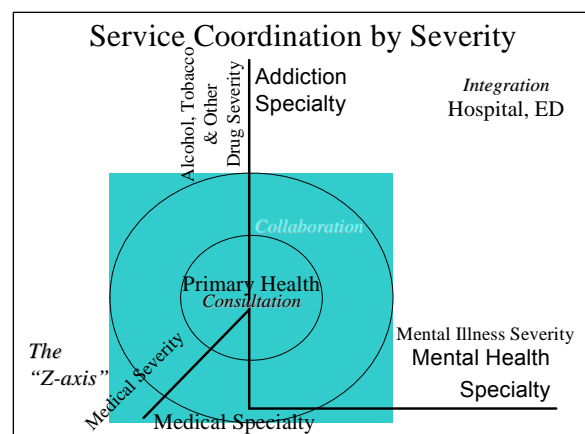 Service Coordination by Severity
Alcohol, Tobacco
& Other
Drug Severity
Addiction
Specialty
Integration
Hospital, ED
Collaboration
Primary Health
Consultation
The
“Z-axis”
Medical Severity
Mental Illness Severity
Mental Health
Specialty
Medical Specialty